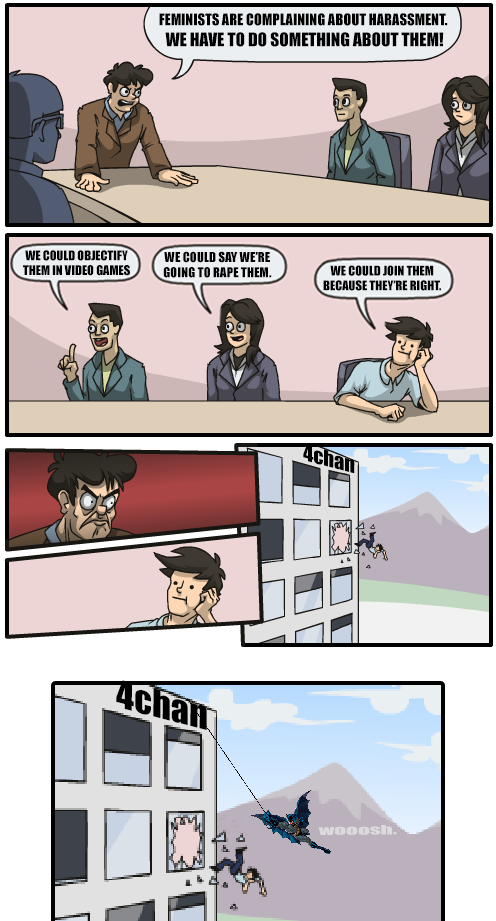 FEMINISTS ARE COMPLAINING ABOUT HARASSMENT.
WE HAVE TO DO SOMETHING ABOUT THEM!
WE COULD OBJECTIFY
THEM IN VIDEO GAMES
WE COULD SAY WE'RE
GOING TO RAPE THEM.
WE COULD JOIN THEM
BECAUSE THEY'RE RIGHT.
4chan
4chan
wooosh.